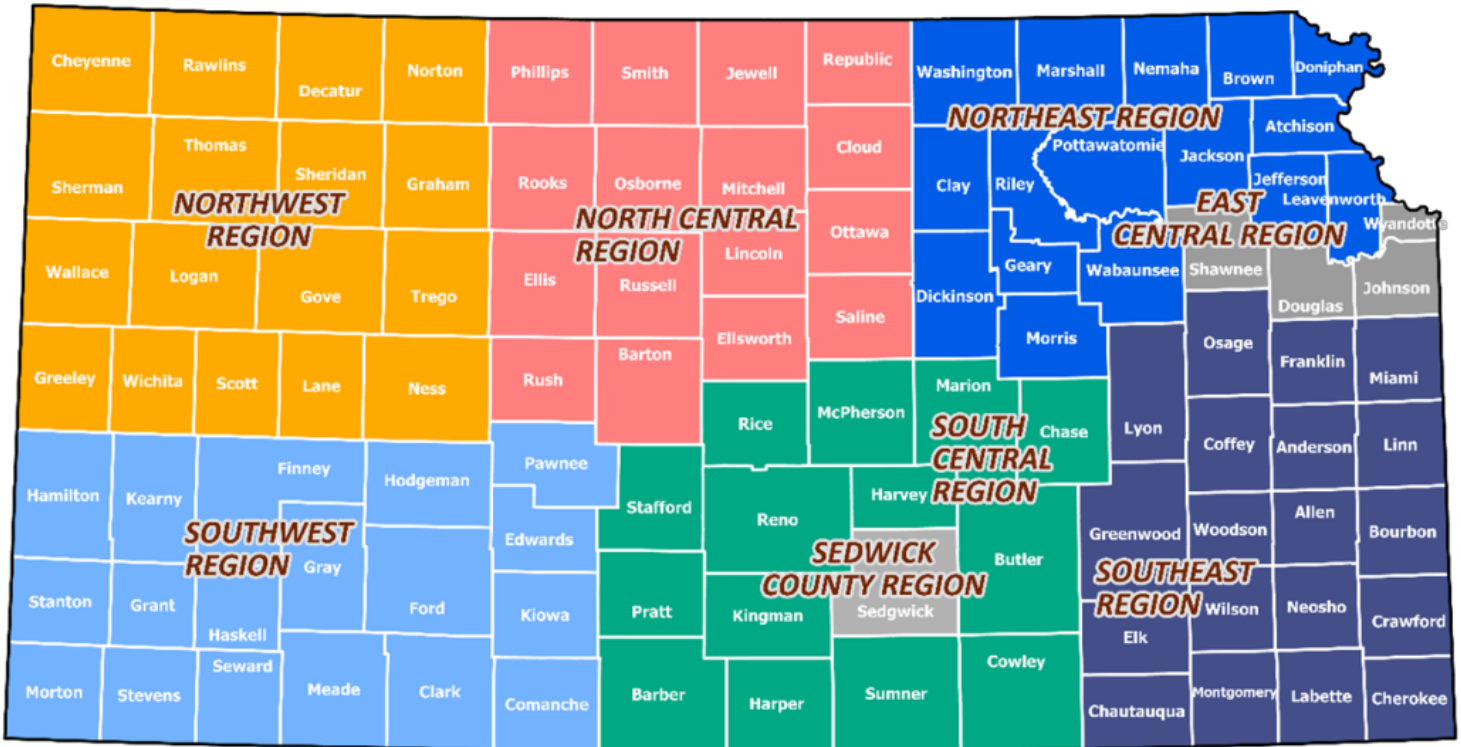 Cheyenne
Rawlins
Decatur
Norton
Phillips
Smith
Jewell
Republic
Washington
Marshall
Nemaha
Brown
Doniphan
NORTHEAST REGION
Sherman
Thomas
Sheridan
Graham
Rooks
Osborne
Mitchell
Cloud
Clay
Riley
Pottawatomie
Jackson
Atchison
Jefferson
Leavenworth
Wyandotte
NORTHWEST
REGION
NORTH CENTRAL
REGION
EAST
CENTRAL REGION
Wallace
Logan
Gove
Trego
Ellis
Russell
Lincoln
Ottawa
Saline
Dickinson
Geary
Wabaunsee
Shawnee
Douglas
Johnson
Greeley
Wichita
Scott
Lane
Ness
Rush
Barton
Ellsworth
Rice
McPherson
Marion
Morris
Chase
Lyon
Osage
Franklin
Miami
SOUTH
CENTRAL
REGION
Hamilton
Kearny
Finney
Hodgeman
Pawnee
Stafford
Reno
Harvey
Butler
Greenwood
Coffey
Anderson
Linn
Woodson
Allen
Bourbon
SOUTHWEST
REGION
SEDWICK
COUNTY REGION
SOUTHEAST
REGION
Stanton
Grant
Haskell
Gray
Ford
Edwards
Kiowa
Pratt
Kingman
Sedgwick
Elk
Wilson
Neosho
Crawford
Morton
Stevens
Seward
Meade
Clark
Comanche
Barber
Harper
Sumner
Cowley
Chautauqua
Montgomery
Labette
Cherokee